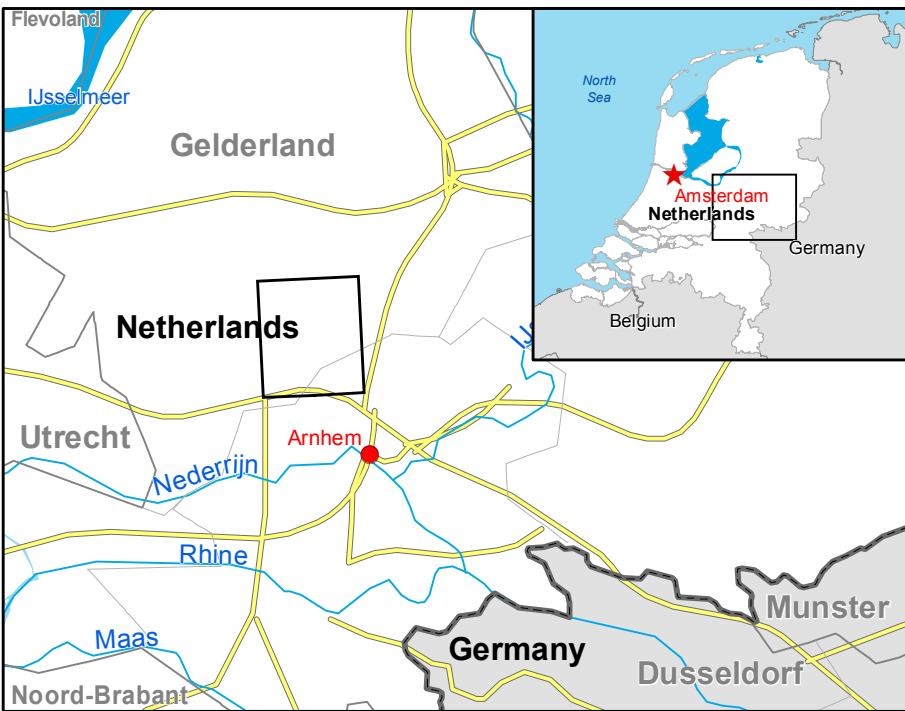 Flevoland
IJsselmeer
Gelderland
North
Sea
Amsterdam
Netherlands
Germany
Belgium
Netherlands
Utrecht
Arnhem
Nederrijn
Rhine
Maas
Noord-Brabant
Germany
Munster
Dusseldorf